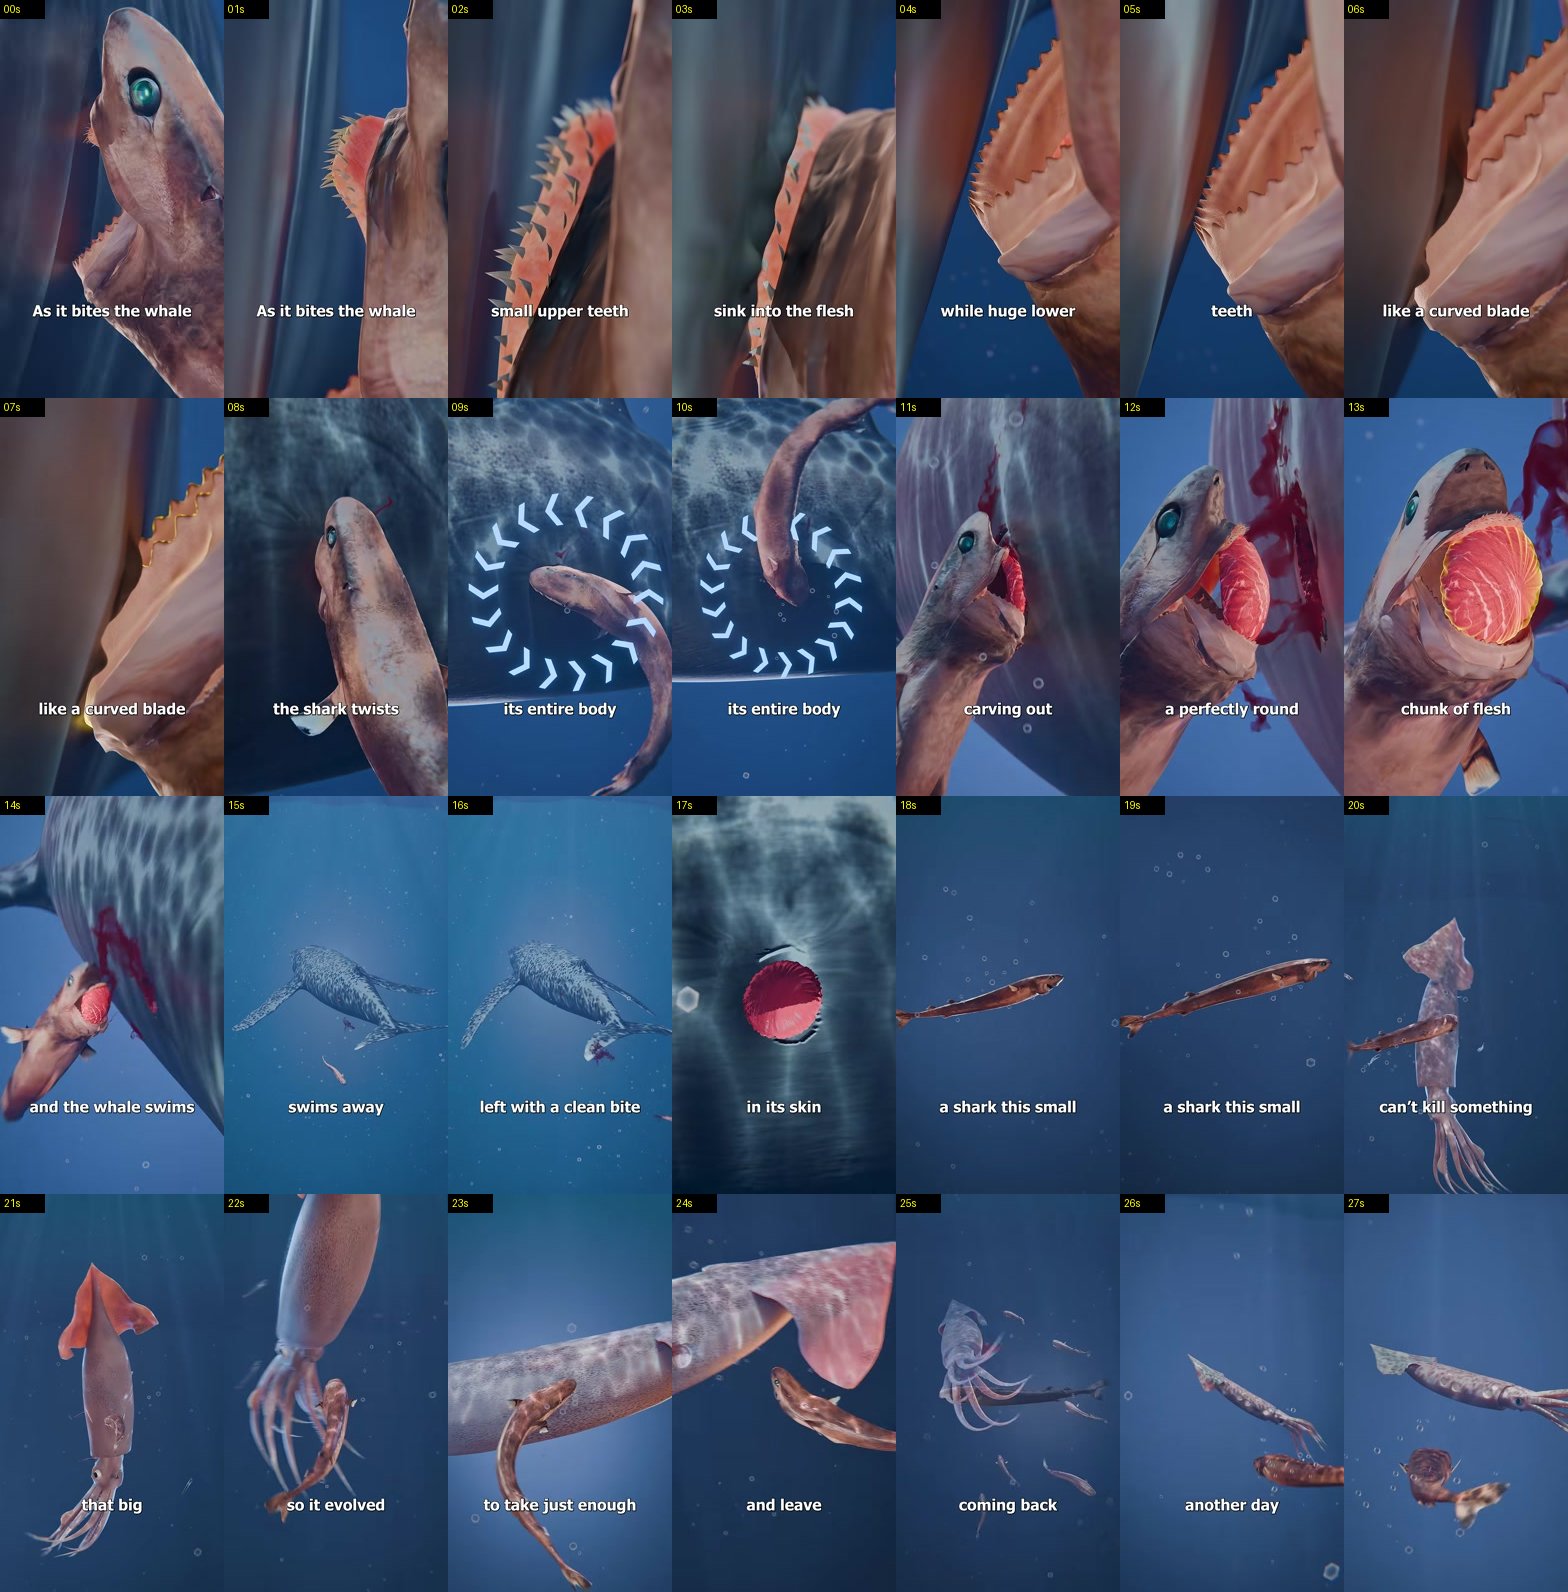 00s
01s
02s
03s
04s
05s
06s
As it bites the whale
As it bites the whale
small upper teeth
sink into the flesh
while huge lower
teeth
like a curved blade
07s
08s
09s
10s
11s
12s
13s
like a curved blade
the shark twists
its entire body
its entire body
carving out
a perfectly round
chunk of flesh
14s
15s
16s
17s
18s
19s
20s
and the whale swims
swims away
left with a clean bite
in its skin
a shark this small
a shark this small
can't kill something
21s
22s
23s
24s
25s
26s
27s
that big
so it evolved
to take just enough
and leave
coming back
another day